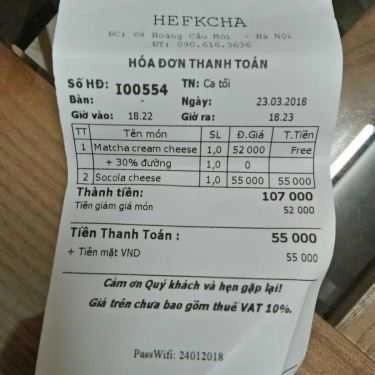 HEFKCHA
ĐC: 68 Hoàng Cầu Mới - Hà Nội
ĐT: 090.616.3636
HÓA ĐƠN THANH TOÁN
Số HĐ: I00554 TN: Ca tối
Bàn: - Ngày: 23.03.2018
Giờ vào: 18.22 Giờ ra: 18.23
TT Tên món SL Đ.Giá T.Tiền
1 Matcha cream cheese 1,0 52 000 Free
+ 30% đường 1,0 0
2 Socola cheese 1,0 55 000 55 000
Thành tiền: 107 000
Tiền giảm giá món 52 000
Tiền Thanh Toán : 55 000
+ Tiền mặt VND 55 000
Cảm ơn Quý khách và hẹn gặp lại!
Giá trên chưa bao gồm thuế VAT 10%.
PassWifi: 24012018